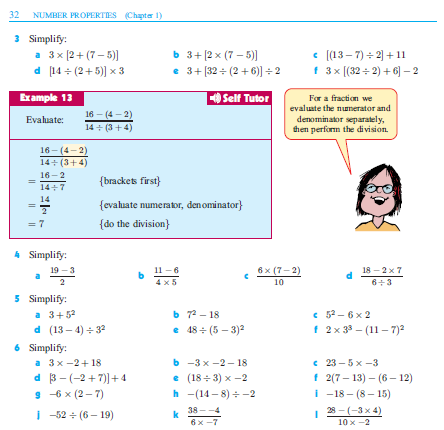 32 NUMBER PROPERTIES (Chapter 1)
3 Simplify:
a 3 × [2 + (7 − 5)] b 3 + [2 × (7 − 5)] c [(13 − 7) ÷ 2] + 11
d [14 ÷ (2 + 5)] × 3 e 3 + [32 ÷ (2 + 6)] ÷ 2 f 3 × [(32 ÷ 2) + 6] − 2
Example 13 Self Tutor
Evaluate: 16 − (4 − 2) / 14 ÷ (3 + 4)
16 − (4 − 2) / 14 ÷ (3 + 4)
= 16 − 2 / 14 ÷ 7 {brackets first}
= 14 / 2 {evaluate numerator, denominator}
= 7 {do the division}
For a fraction we
evaluate the numerator and
denominator separately,
then perform the division.
4 Simplify:
a 19 − 3 / 2 b 11 − 6 / 4 × 5 c 6 × (7 − 2) / 10 d 18 − 2 × 7 / 6 ÷ 3
5 Simplify:
a 3 + 5² b 7² − 18 c 5² − 6 × 2
d (13 − 4) ÷ 3² e 48 ÷ (5 − 3)² f 2 × 3³ − (11 − 7)²
6 Simplify:
a 3 × −2 + 18 b −3 × −2 − 18 c 23 − 5 × −3
d [3 − (−2 + 7)] + 4 e (18 ÷ 3) × −2 f 2(7 − 13) − (6 − 12)
g −6 × (2 − 7) h −(14 − 8) ÷ −2 i −18 − (8 − 15)
j −52 ÷ (6 − 19) k 38 − −4 / 6 × −7 l 28 − (−3 × 4) / 10 × −2